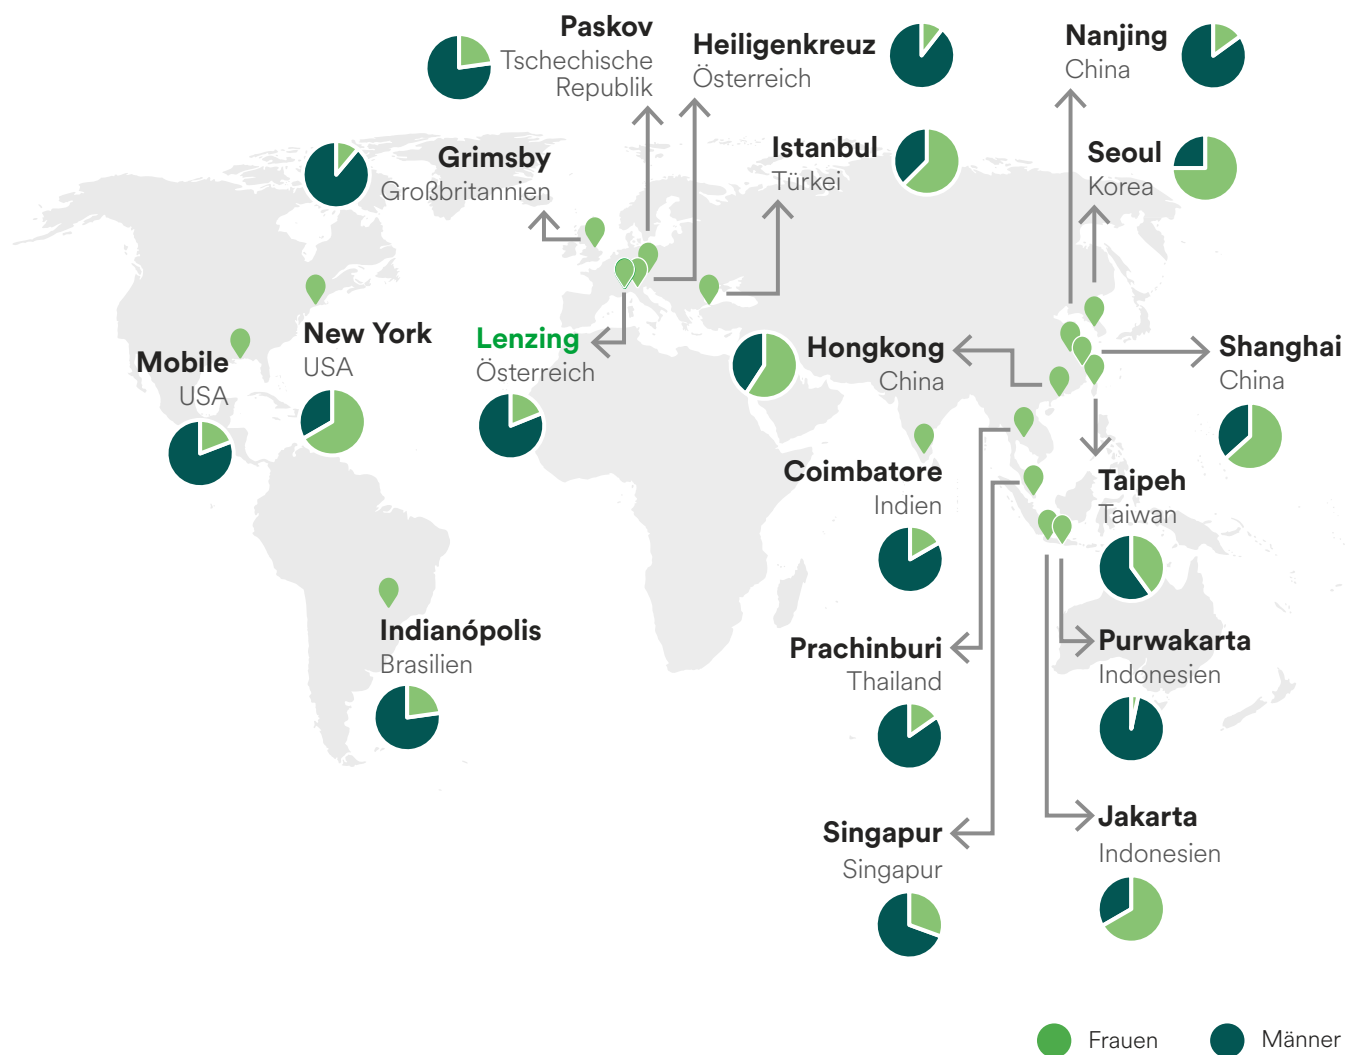 Paskov
Tschechische
Republik
Heiligenkreuz
Österreich
Nanjing
China
Grimsby
Großbritannien
Istanbul
Türkei
Seoul
Korea
New York
USA
Mobile
USA
Lenzing
Österreich
Hongkong
China
Shanghai
China
Coimbatore
Indien
Taipeh
Taiwan
Indianópolis
Brasilien
Prachinburi
Thailand
Purwakarta
Indonesien
Singapur
Singapur
Jakarta
Indonesien
Frauen
Männer